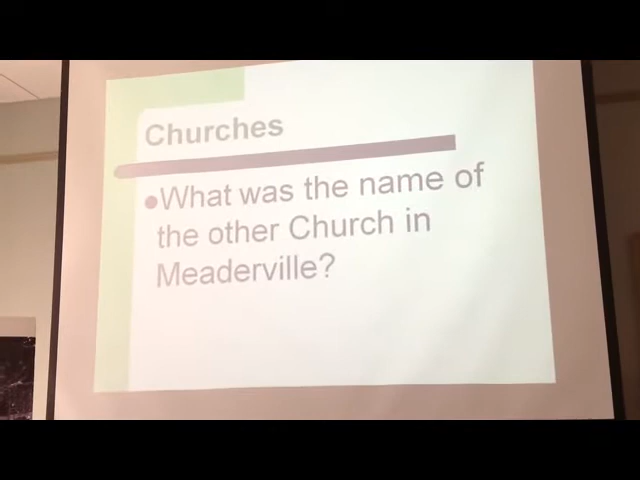 Churches
•What was the name of
the other Church in
Meaderville?